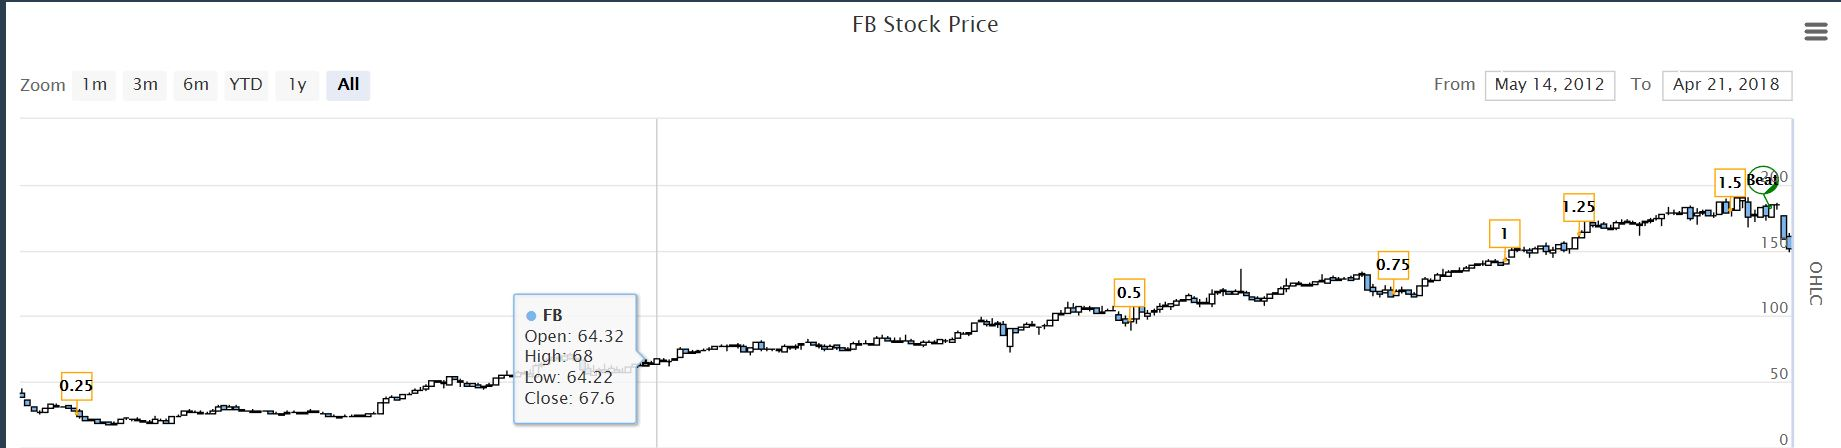 FB Stock Price
Zoom 1m 3m 6m YTD 1y All
From May 14, 2012 To Apr 21, 2018
200
150
100
50
0
OHLC
0.25
0.5
0.75
1
1.25
1.5
Beat
FB
Open: 64.32
High: 68
Low: 64.22
Close: 67.6